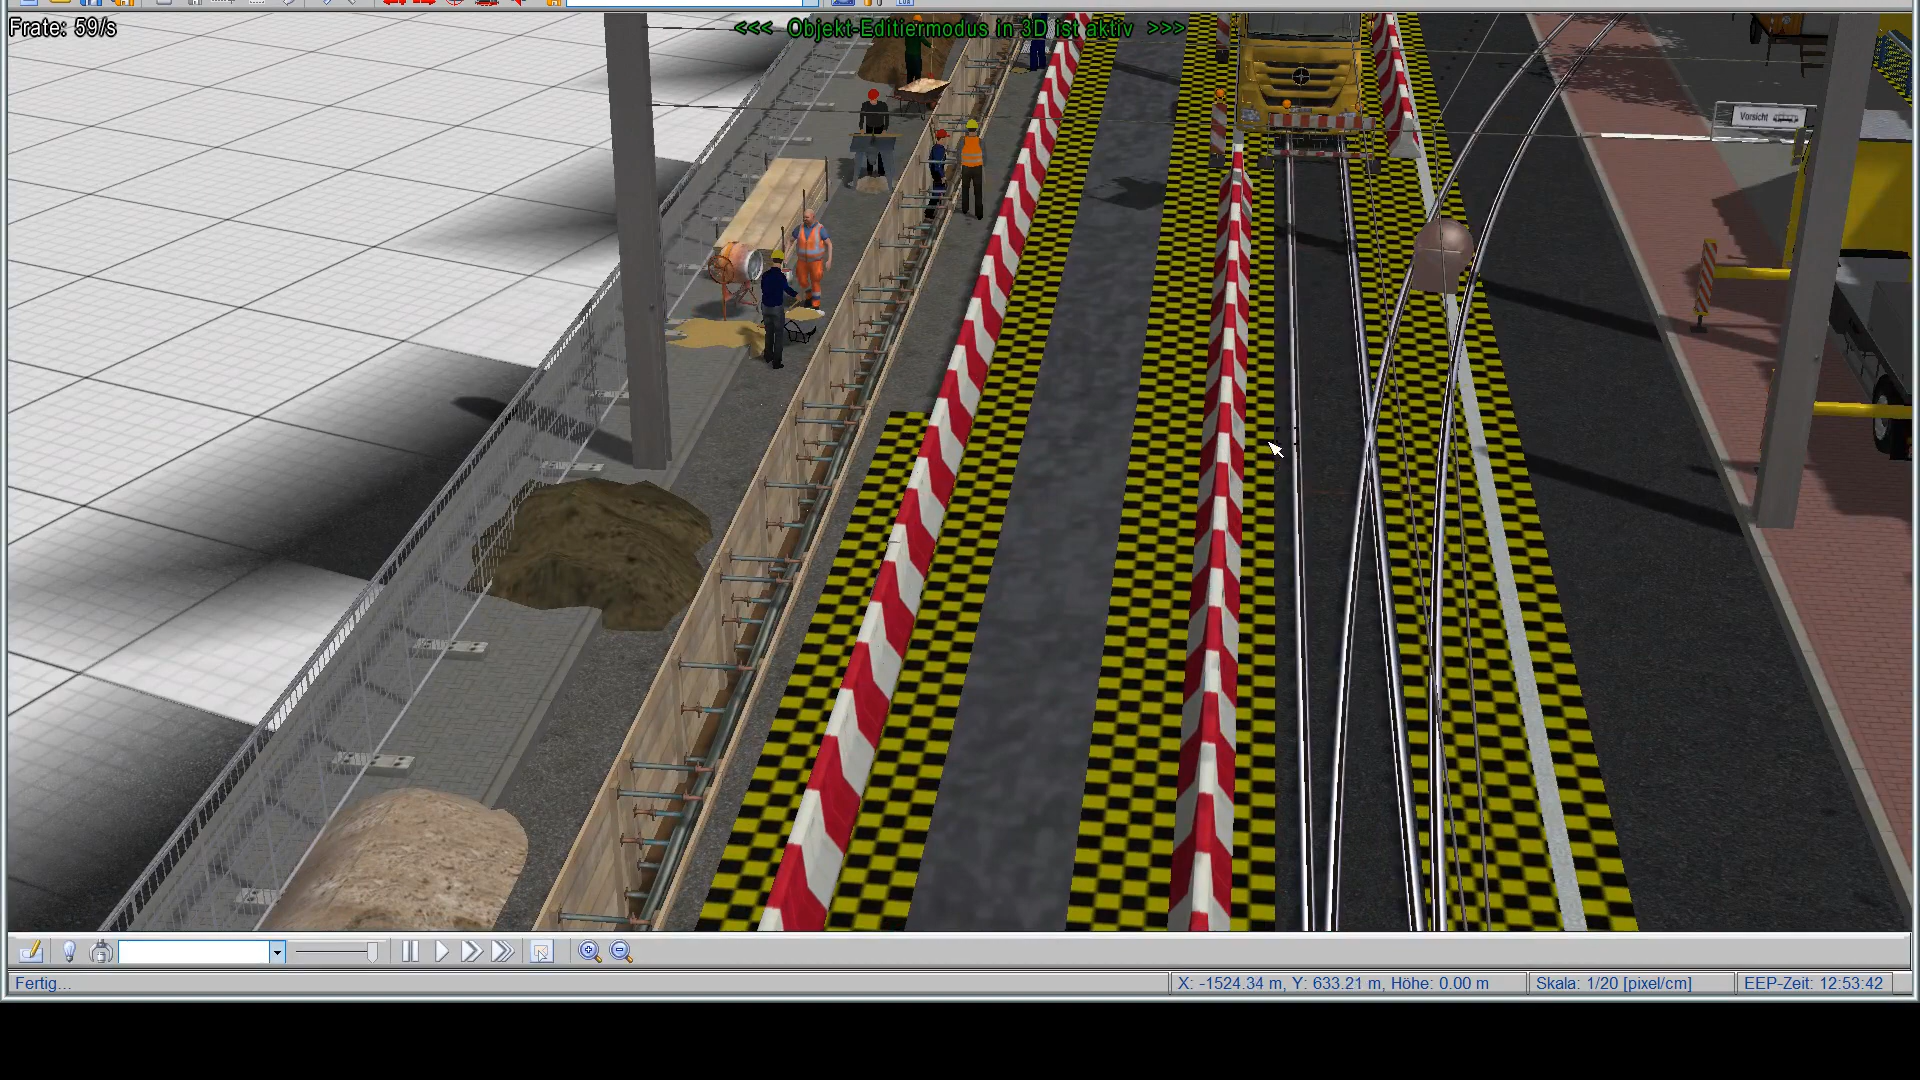 Frate: 59/s
<<< Objekt-Editiermodus in 3D ist aktiv >>>
Vorsicht
Fertig...
X: -1524.34 m, Y: 633.21 m, Höhe: 0.00 m
Skala: 1/20 [pixel/cm]
EEP-Zeit: 12:53:42